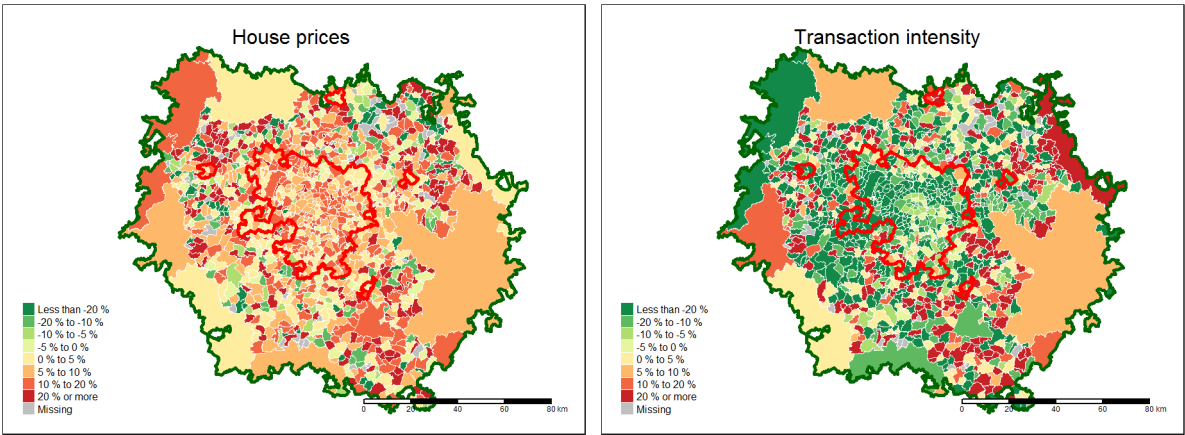 House prices
Less than -20 %
-20 % to -10 %
-10 % to -5 %
-5 % to 0 %
0 % to 5 %
5 % to 10 %
10 % to 20 %
20 % or more
Missing
0 20 40 60 80 km
Transaction intensity
Less than -20 %
-20 % to -10 %
-10 % to -5 %
-5 % to 0 %
0 % to 5 %
5 % to 10 %
10 % to 20 %
20 % or more
Missing
0 20 40 60 80 km